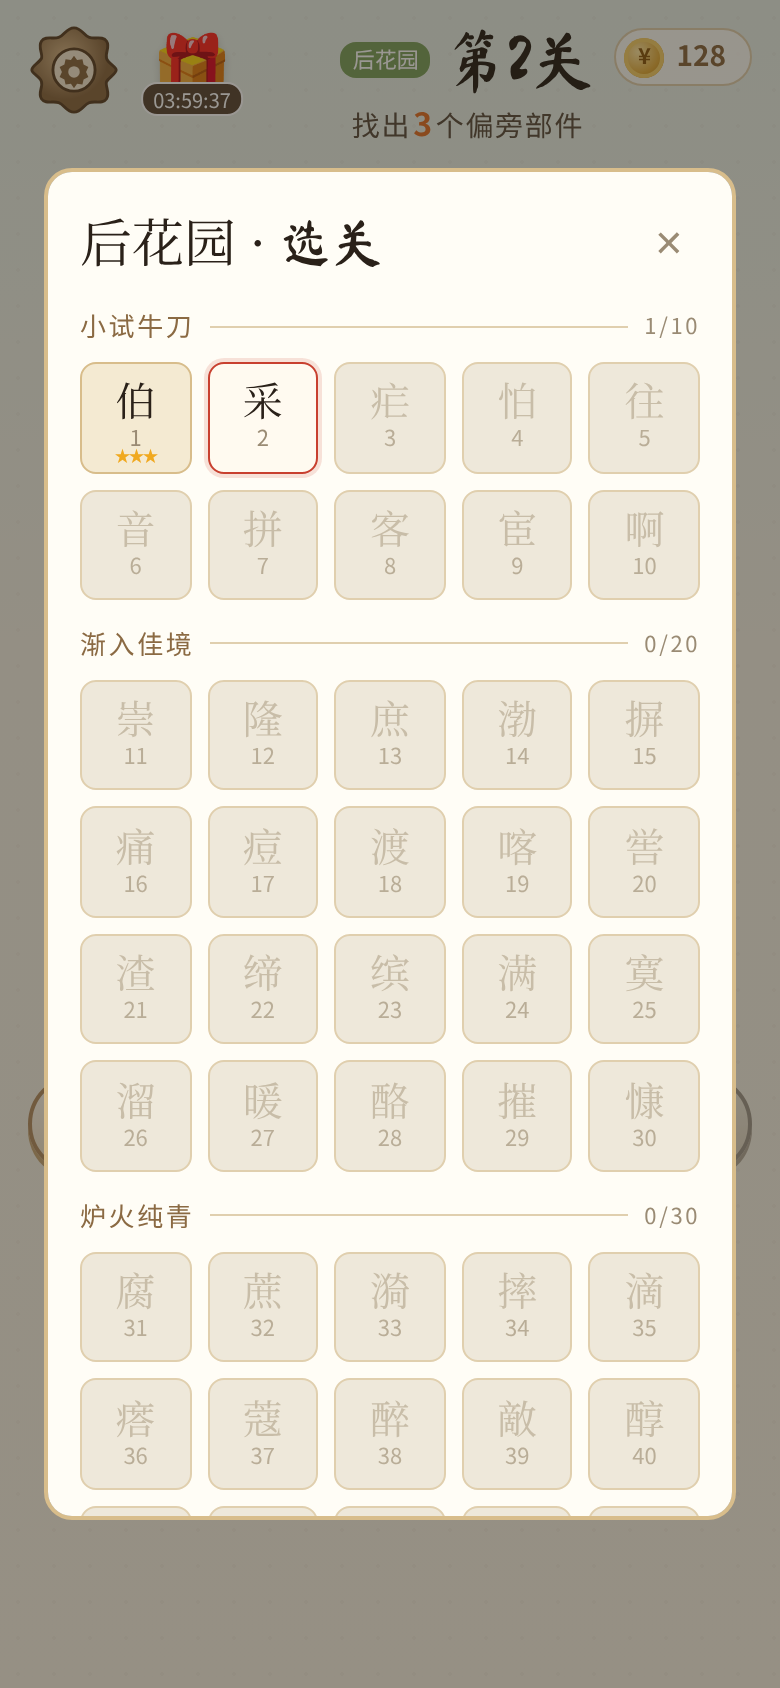 后花园 第2关 ¥ 128
03:59:37
找出3个偏旁部件
后花园 · 选关 ×
小试牛刀 1/10
伯 采 疟 怕 往
1 2 3 4 5
★★★
音 拼 客 宦 啊
6 7 8 9 10
渐入佳境 0/20
崇 隆 庶 渤 摒
11 12 13 14 15
痛 痘 渡 喀 喾
16 17 18 19 20
渣 缔 缤 满 寞
21 22 23 24 25
溜 暖 酪 摧 慷
26 27 28 29 30
炉火纯青 0/30
腐 蔗 漪 摔 滴
31 32 33 34 35
瘩 蔻 醉 敵 醇
36 37 38 39 40